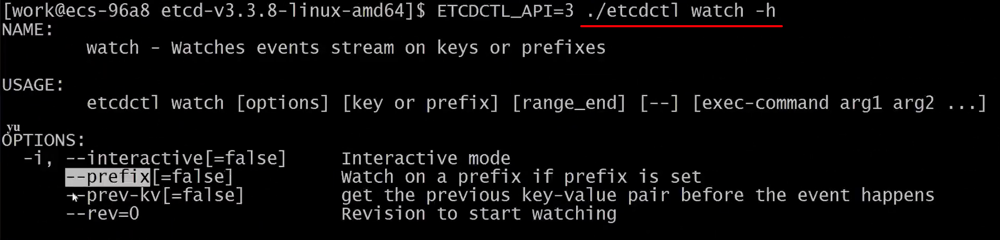 [work@ecs-96a8 etcd-v3.3.8-linux-amd64]$ ETCDCTL_API=3 ./etcdctl watch -h
NAME:
watch - Watches events stream on keys or prefixes
USAGE:
etcdctl watch [options] [key or prefix] [range_end] [--] [exec-command arg1 arg2 ...]
yu
OPTIONS:
-i, --interactive[=false] Interactive mode
--prefix[=false] Watch on a prefix if prefix is set
--prev-kv[=false] get the previous key-value pair before the event happens
--rev=0 Revision to start watching